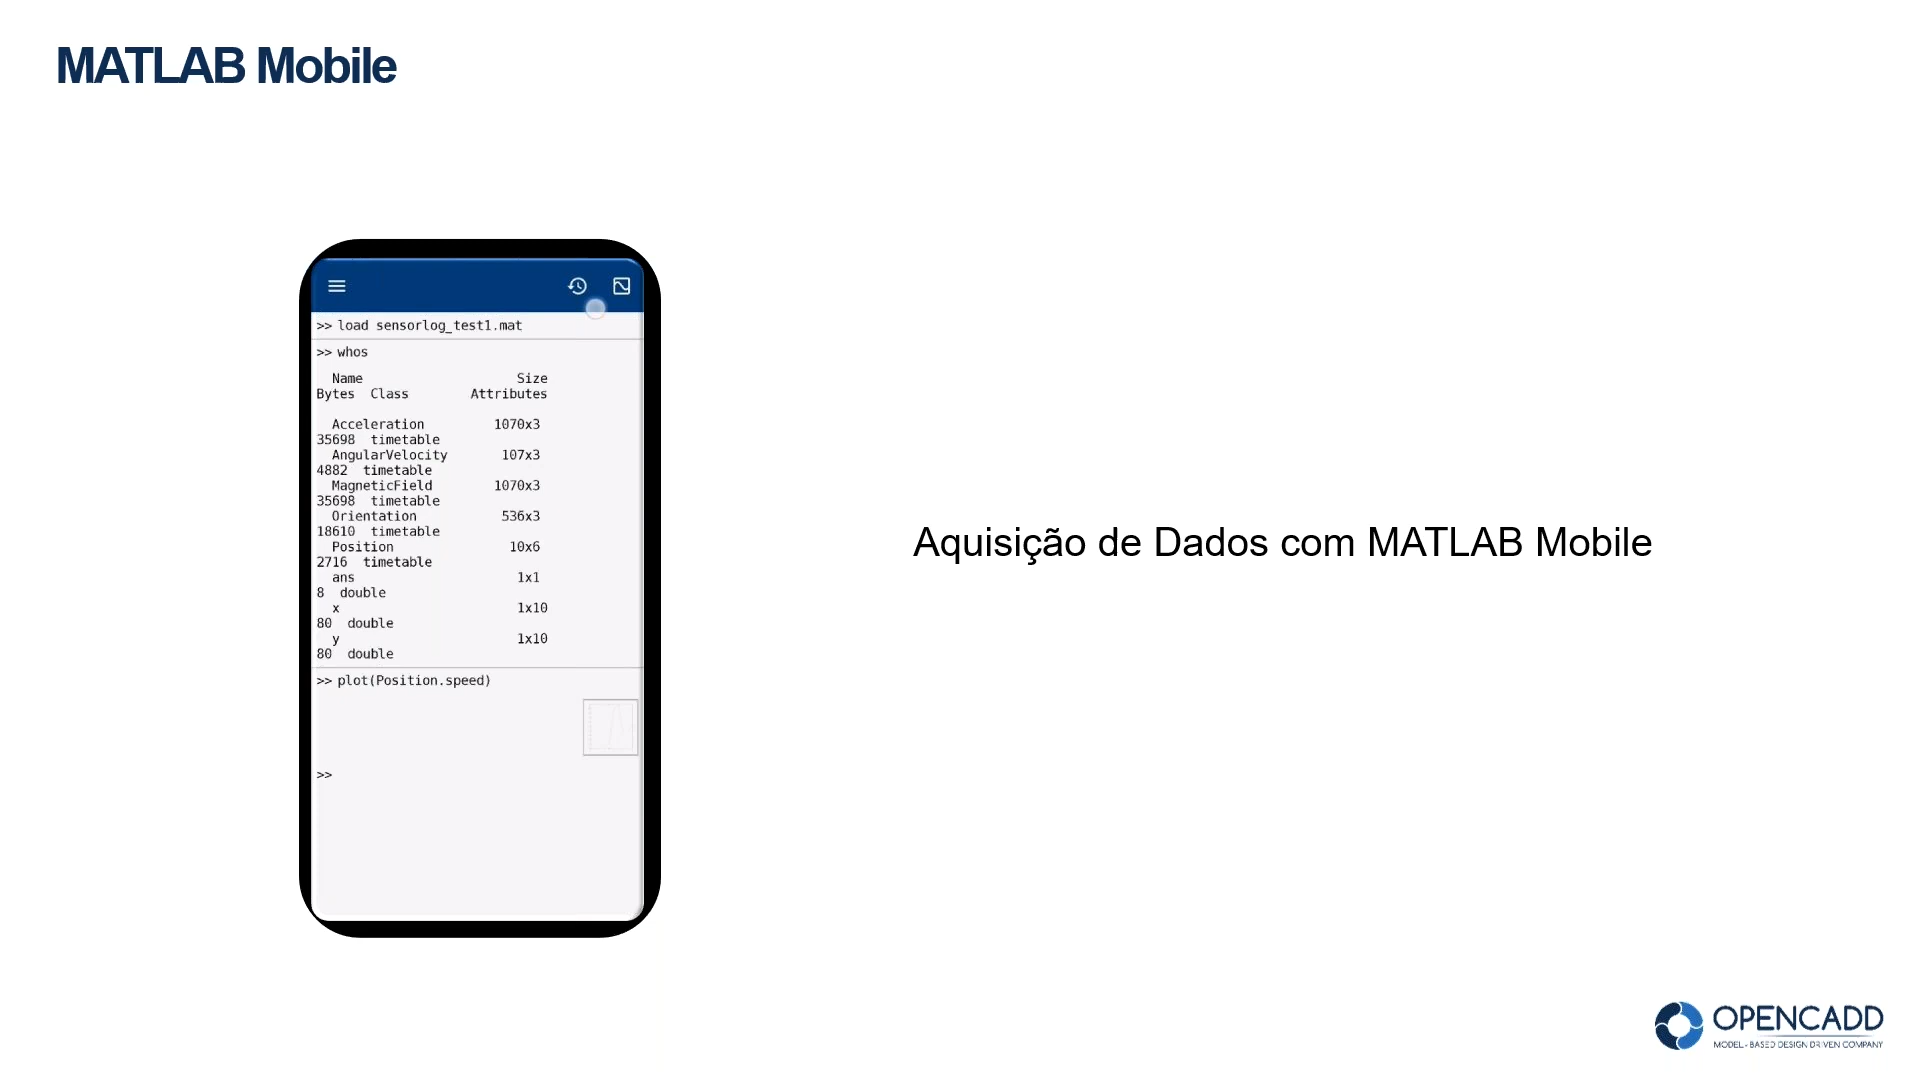 MATLAB Mobile
>> load sensorlog_test1.mat
>> whos
Name Size
Bytes Class Attributes
Acceleration 1070x3
35698 timetable
AngularVelocity 107x3
4882 timetable
MagneticField 1070x3
35698 timetable
Orientation 536x3
18610 timetable
Position 10x6
2716 timetable
ans 1x1
8 double
x 1x10
80 double
y 1x10
80 double
>> plot(Position.speed)
>>
Aquisição de Dados com MATLAB Mobile
OPENCADD
MODEL-BASED DESIGN DRIVEN COMPANY